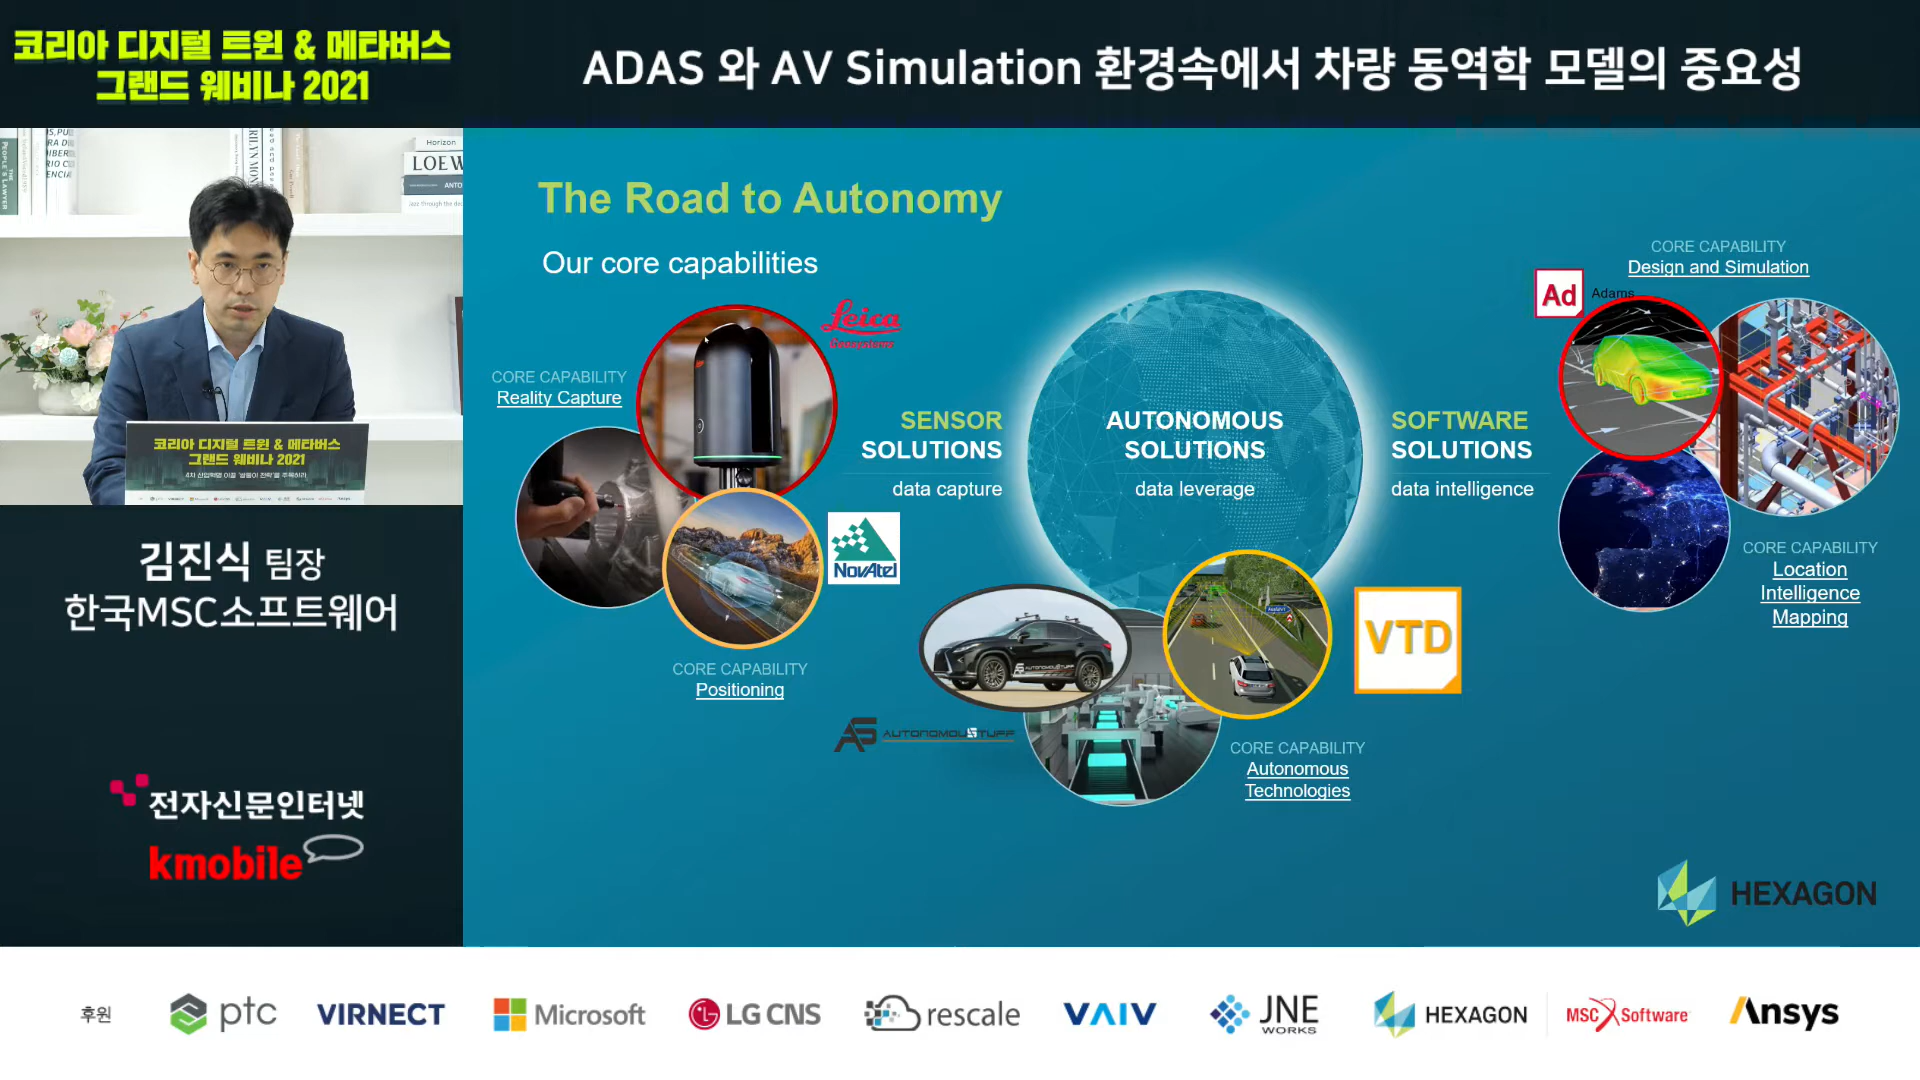 코리아 디지털 트윈 & 메타버스
그랜드 웨비나 2021
ADAS 와 AV Simulation 환경속에서 차량 동역학 모델의 중요성
Horizon
LOEW
ANTO
코리아 디지털 트윈 & 메타버스
그랜드 웨비나 2021
김진식 팀장
한국MSC소프트웨어
전자신문인터넷
kmobile
The Road to Autonomy
Our core capabilities
CORE CAPABILITY
Reality Capture
Leica
Geosystems
SENSOR
SOLUTIONS
data capture
NovAtel
CORE CAPABILITY
Positioning
AUTONOMOUS
SOLUTIONS
data leverage
AS AUTONOMOUSTUFF
AUTONOMOUSTUFF
VTD
CORE CAPABILITY
Autonomous
Technologies
SOFTWARE
SOLUTIONS
data intelligence
CORE CAPABILITY
Design and Simulation
Ad
Adams
CORE CAPABILITY
Location
Intelligence
Mapping
HEXAGON
후원
ptc
VIRNECT
Microsoft
LG CNS
rescale
VAIV
JNE
WORKS
HEXAGON
MSC Software
Ansys